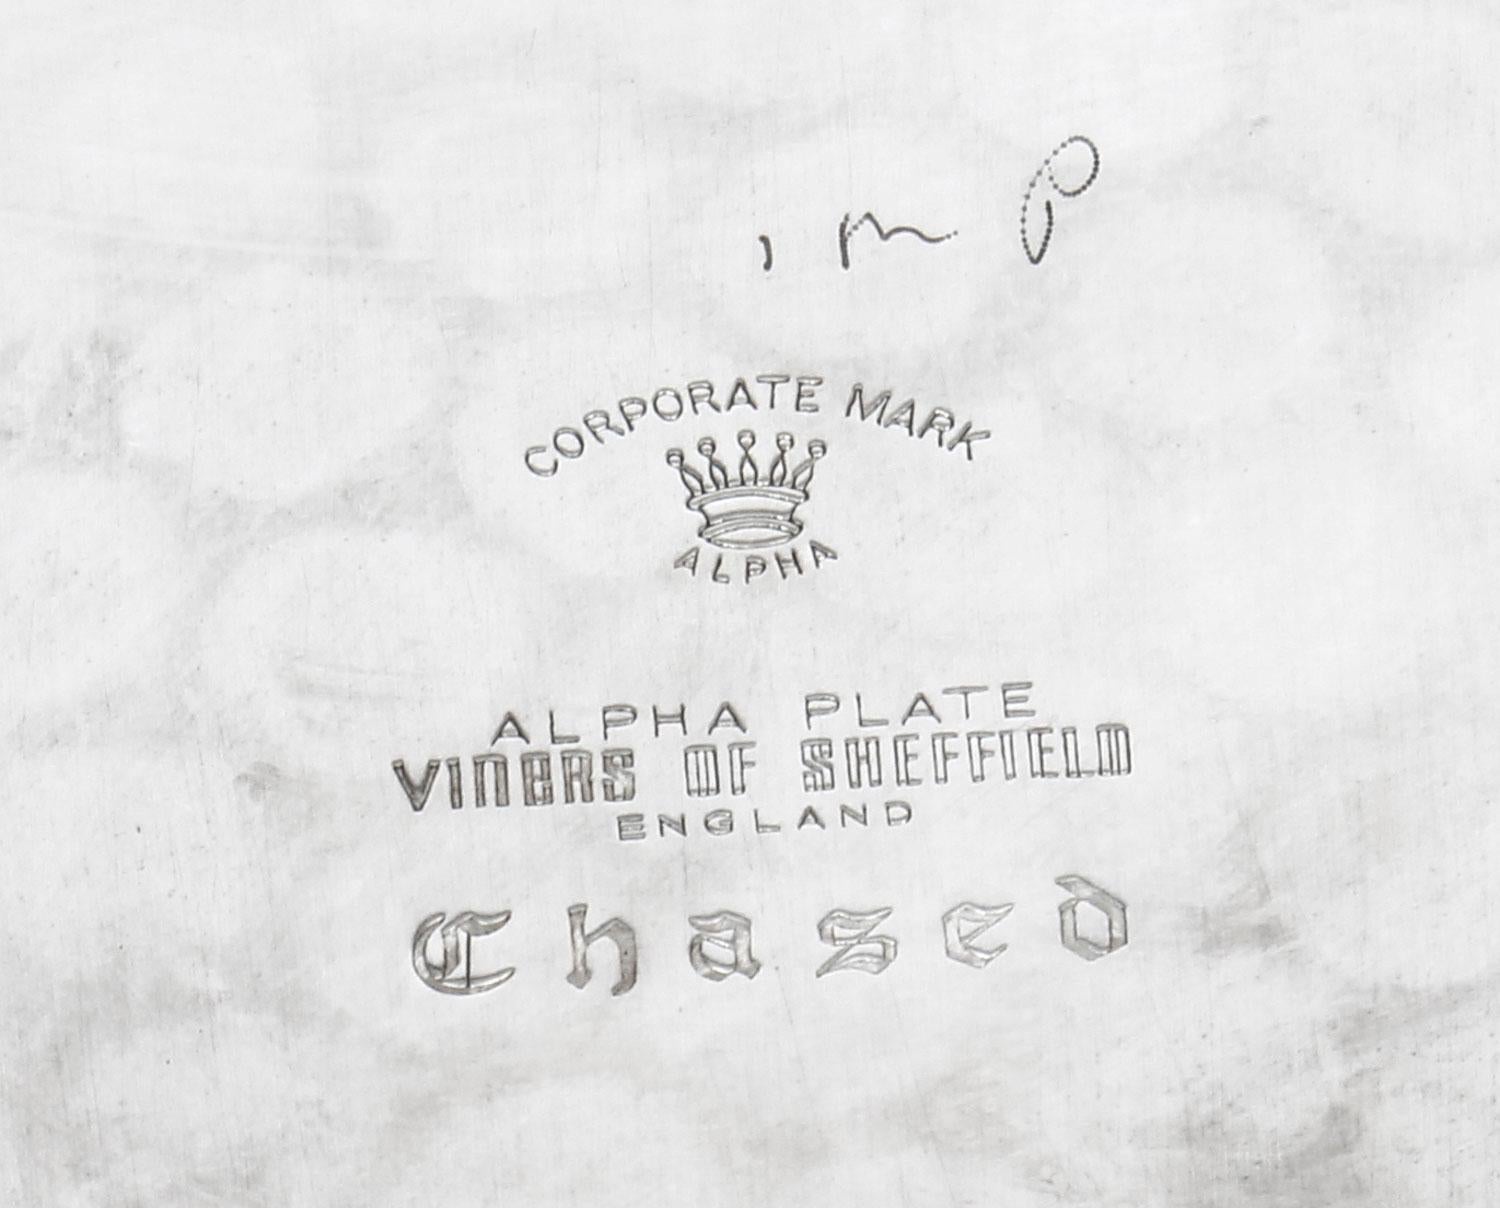 CORPORATE MARK
ALPHA
ALPHA PLATE
VINERS OF SHEFFIELD
ENGLAND
Chased